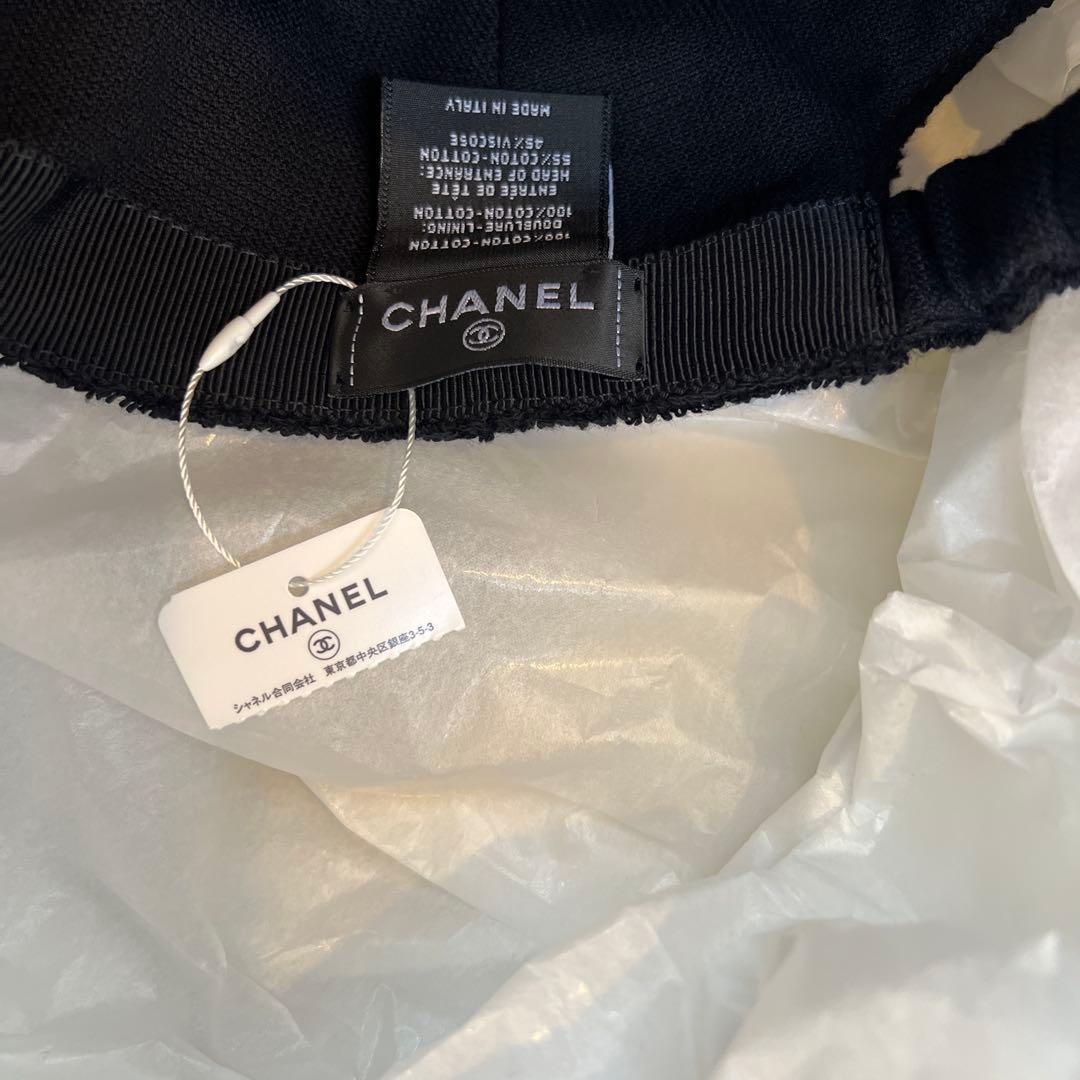 100%COTON-COTTON
DOUBLURE-LINING:
100%COTON-COTTON
ENTRÉE DE TÊTE
HEAD OF ENTRANCE:
55%COTON-COTTON
45%VISCOSE
MADE IN ITALY
CHANEL
CHANEL
シャネル合同会社 東京都中央区銀座3-5-3